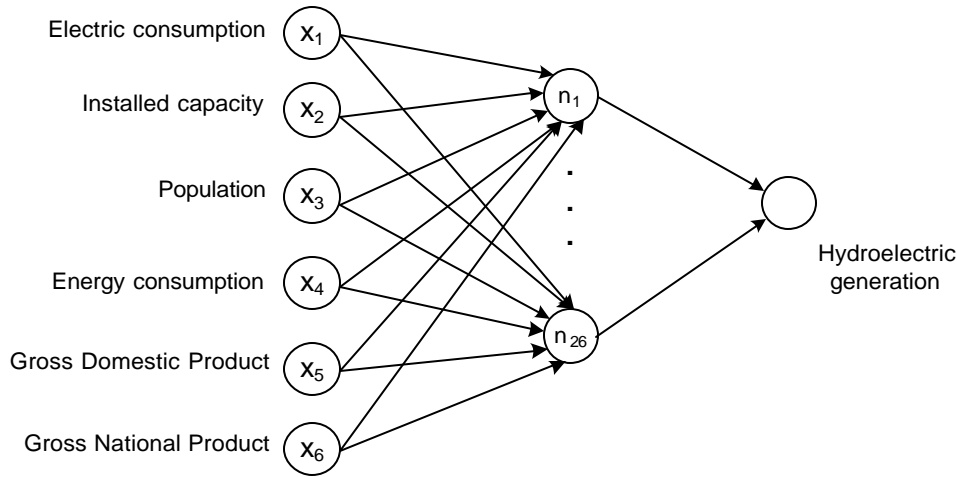 Electric consumption
x1
Installed capacity
x2
Population
x3
Energy consumption
x4
Gross Domestic Product
x5
Gross National Product
x6
n1
.
.
.
n26
Hydroelectric
generation